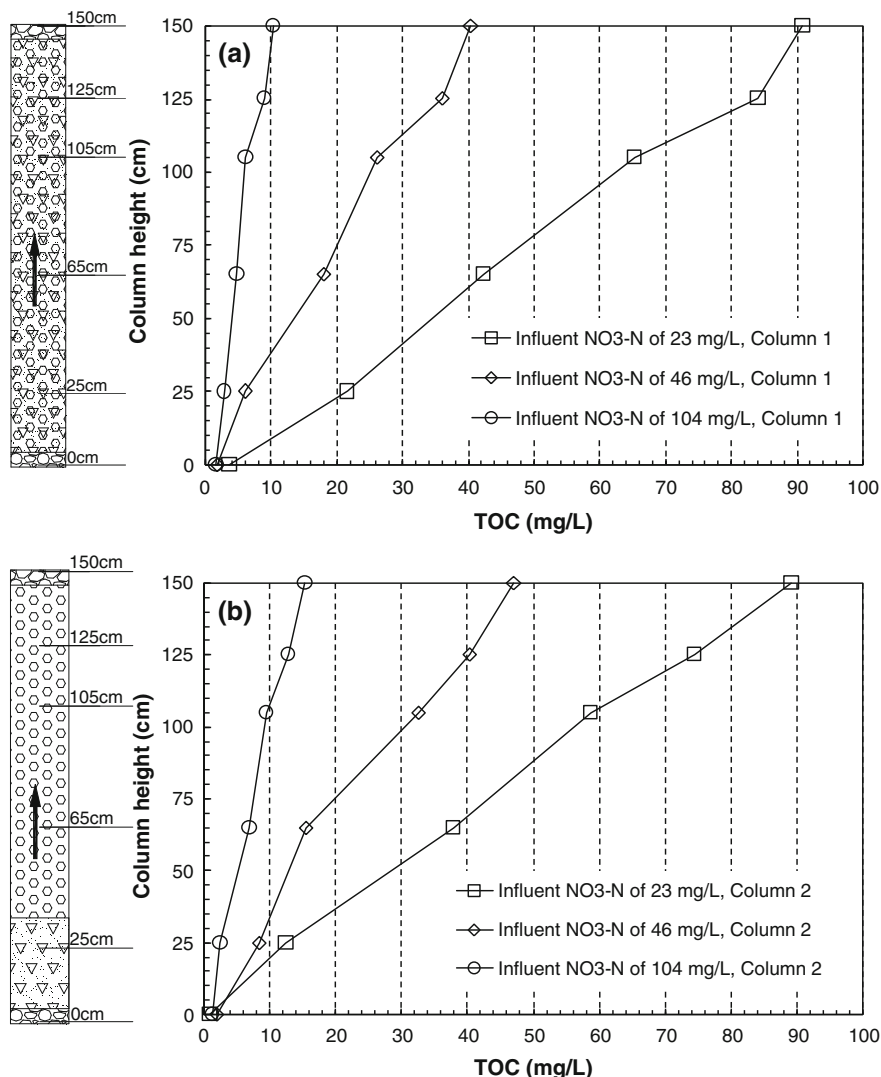 150cm
125cm
105cm
65cm
25cm
0cm
(a)
Column height (cm)
150
125
100
75
50
25
0
Influent NO3-N of 23 mg/L, Column 1
Influent NO3-N of 46 mg/L, Column 1
Influent NO3-N of 104 mg/L, Column 1
0 10 20 30 40 50 60 70 80 90 100
TOC (mg/L)
150cm
125cm
105cm
65cm
25cm
0cm
(b)
Column height (cm)
150
125
100
75
50
25
0
Influent NO3-N of 23 mg/L, Column 2
Influent NO3-N of 46 mg/L, Column 2
Influent NO3-N of 104 mg/L, Column 2
0 10 20 30 40 50 60 70 80 90 100
TOC (mg/L)